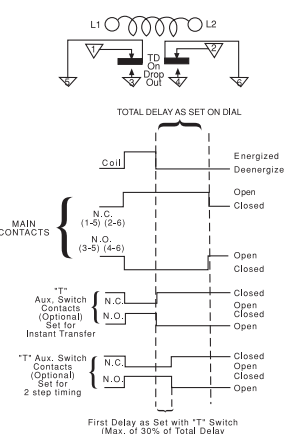 L1 L2
1 2
TD
On
Drop
Out
5 3 4 6
TOTAL DELAY AS SET ON DIAL
Coil
Energized
Deenergize
MAIN
CONTACTS
N.C.
(1-5) (2-6)
Open
Closed
N.O.
(3-5) (4-6)
Open
Closed
"T"
Aux, Switch
Contacts
(Optional)
Set for
Instant Transfer
N.C.
N.O.
Closed
Open
Closed
Open
"T" Aux. Switch
Contacts
(Optional)
Set for
2 step timing
N.C.
N.O.
Closed
Open
Closed
Open
First Delay as Set with "T" Switch
(Max. of 30% of Total Delay